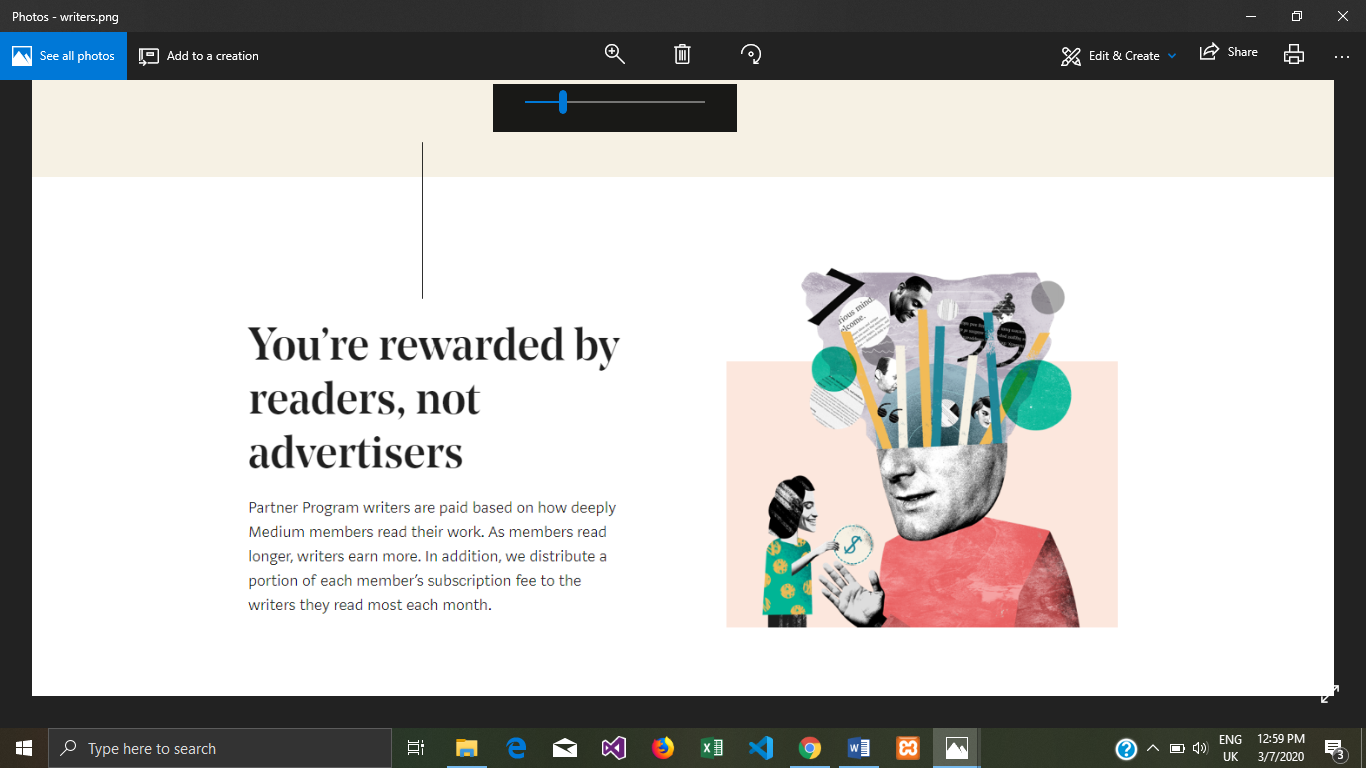 Photos - writers.png
See all photos
Add to a creation
Edit & Create
Share
rious mind.
lcome.
You're rewarded by
readers, not
advertisers
$
Partner Program writers are paid based on how deeply
Medium members read their work. As members read
longer, writers earn more. In addition, we distribute a
portion of each member's subscription fee to the
writers they read most each month.
Type here to search
ENG
UK
12:59 PM
3/7/2020
3